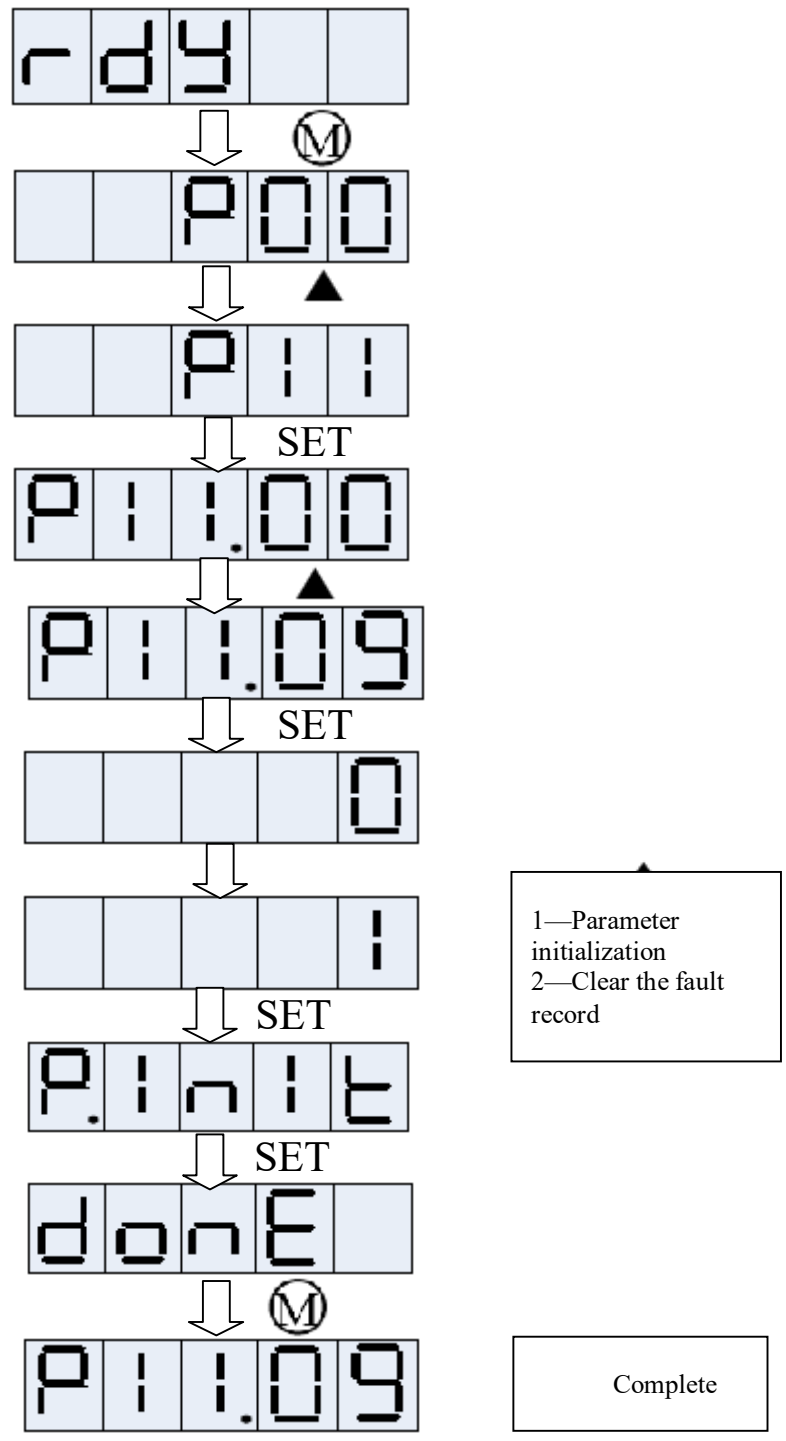 rdy
M
P00
▲
P11
SET
P11.00
▲
P11.09
SET
0
1
1—Parameter
initialization
2—Clear the fault
record
SET
P.InIt
SET
donE
M
P11.09
Complete